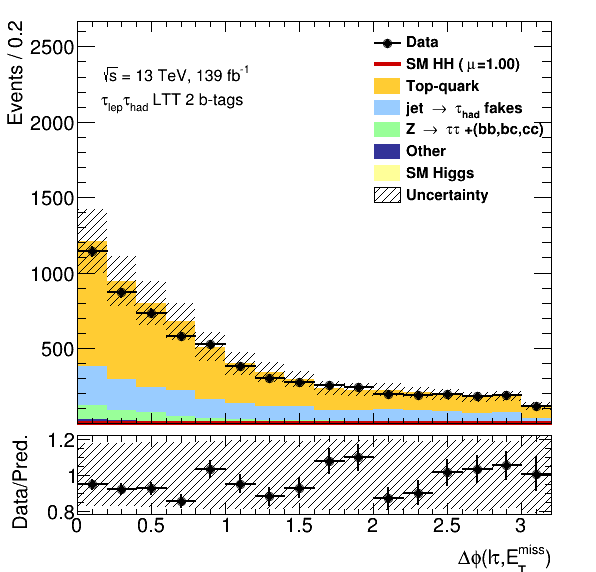 Events / 0.2
2500
2000
1500
1000
500
√s = 13 TeV, 139 fb⁻¹
τlepτhad LTT 2 b-tags
Data
SM HH ( μ=1.00)
Top-quark
jet → τhad fakes
Z → ττ +(bb,bc,cc)
Other
SM Higgs
Uncertainty
Data/Pred.
1.2
1
0.8
0 0.5 1 1.5 2 2.5 3
Δϕ(lτ,E_T^miss)